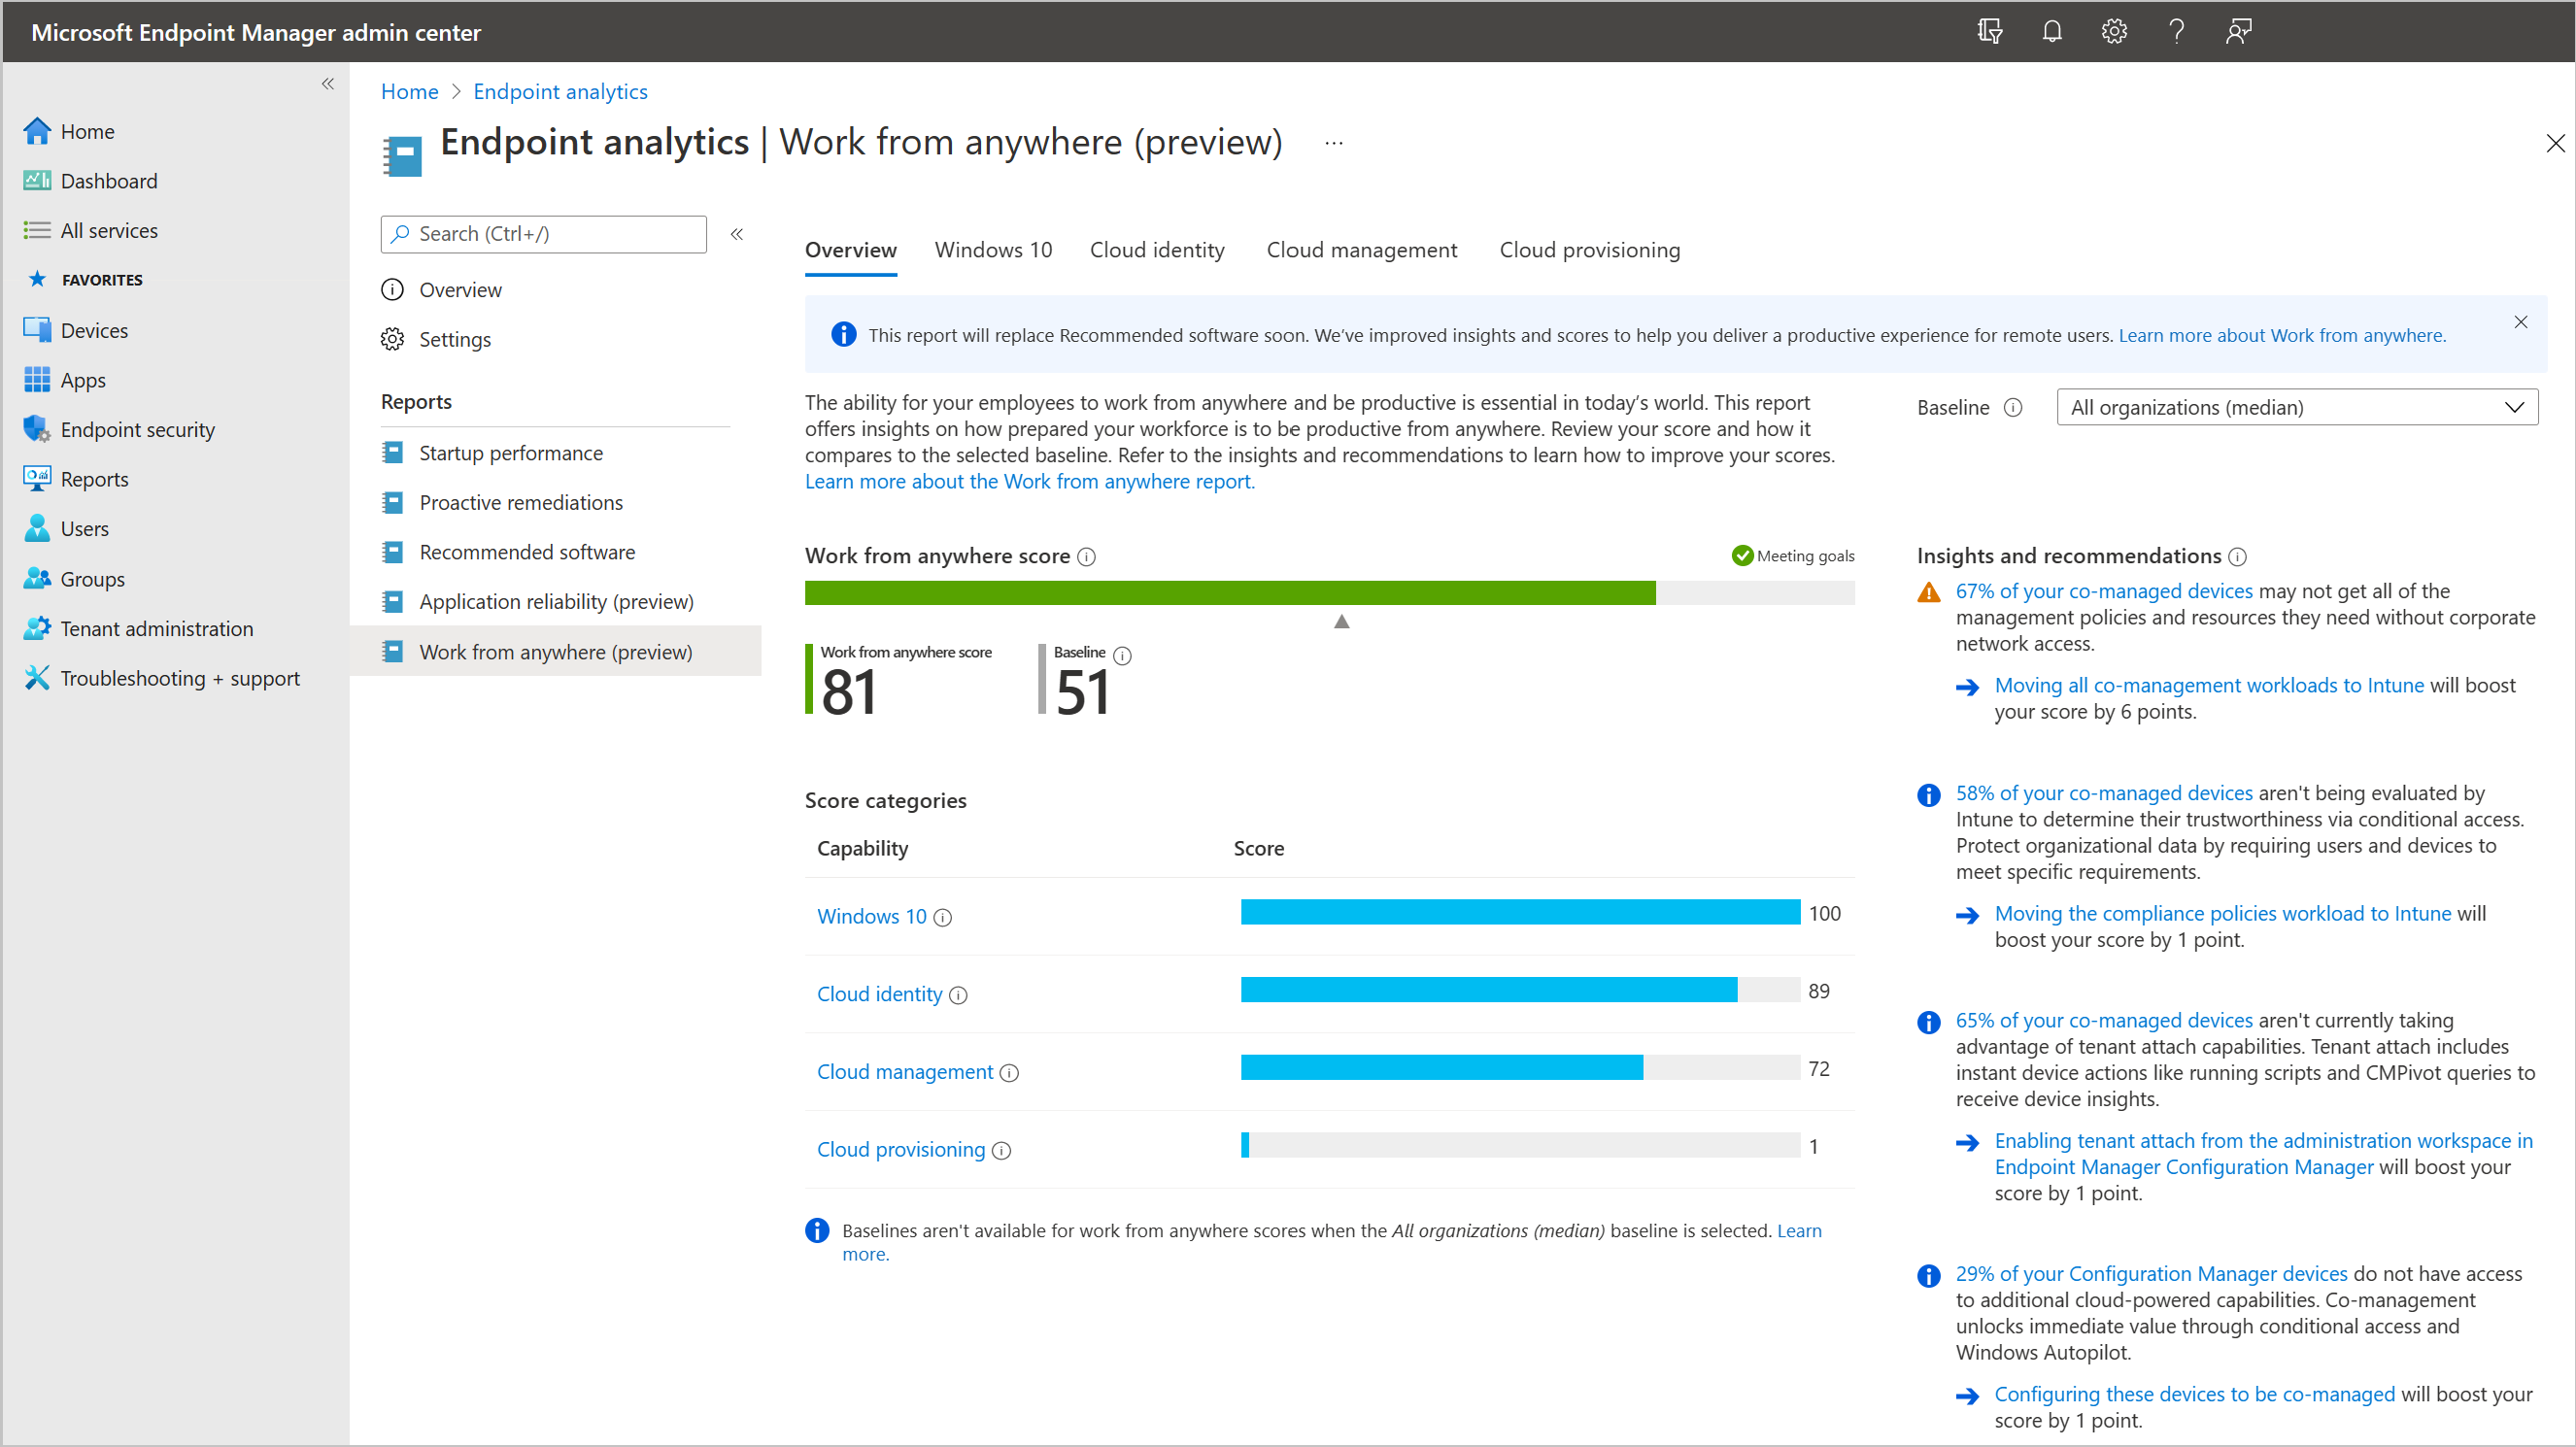 Microsoft Endpoint Manager admin center
Home
Dashboard
All services
FAVORITES
Devices
Apps
Endpoint security
Reports
Users
Groups
Tenant administration
Troubleshooting + support
Home > Endpoint analytics
Endpoint analytics | Work from anywhere (preview) ...
Search (Ctrl+/)
Overview
Settings
Reports
Startup performance
Proactive remediations
Recommended software
Application reliability (preview)
Work from anywhere (preview)
Overview Windows 10 Cloud identity Cloud management Cloud provisioning
This report will replace Recommended software soon. We've improved insights and scores to help you deliver a productive experience for remote users. Learn more about Work from anywhere.
The ability for your employees to work from anywhere and be productive is essential in today's world. This report
offers insights on how prepared your workforce is to be productive from anywhere. Review your score and how it
compares to the selected baseline. Refer to the insights and recommendations to learn how to improve your scores.
Learn more about the Work from anywhere report.
Baseline All organizations (median)
Work from anywhere score Meeting goals
Work from anywhere score
81
Baseline
51
Score categories
Capability Score
Windows 10 100
Cloud identity 89
Cloud management 72
Cloud provisioning 1
Baselines aren't available for work from anywhere scores when the All organizations (median) baseline is selected. Learn
more.
Insights and recommendations
67% of your co-managed devices may not get all of the
management policies and resources they need without corporate
network access.
Moving all co-management workloads to Intune will boost
your score by 6 points.
58% of your co-managed devices aren't being evaluated by
Intune to determine their trustworthiness via conditional access.
Protect organizational data by requiring users and devices to
meet specific requirements.
Moving the compliance policies workload to Intune will
boost your score by 1 point.
65% of your co-managed devices aren't currently taking
advantage of tenant attach capabilities. Tenant attach includes
instant device actions like running scripts and CMPivot queries to
receive device insights.
Enabling tenant attach from the administration workspace in
Endpoint Manager Configuration Manager will boost your
score by 1 point.
29% of your Configuration Manager devices do not have access
to additional cloud-powered capabilities. Co-management
unlocks immediate value through conditional access and
Windows Autopilot.
Configuring these devices to be co-managed will boost your
score by 1 point.